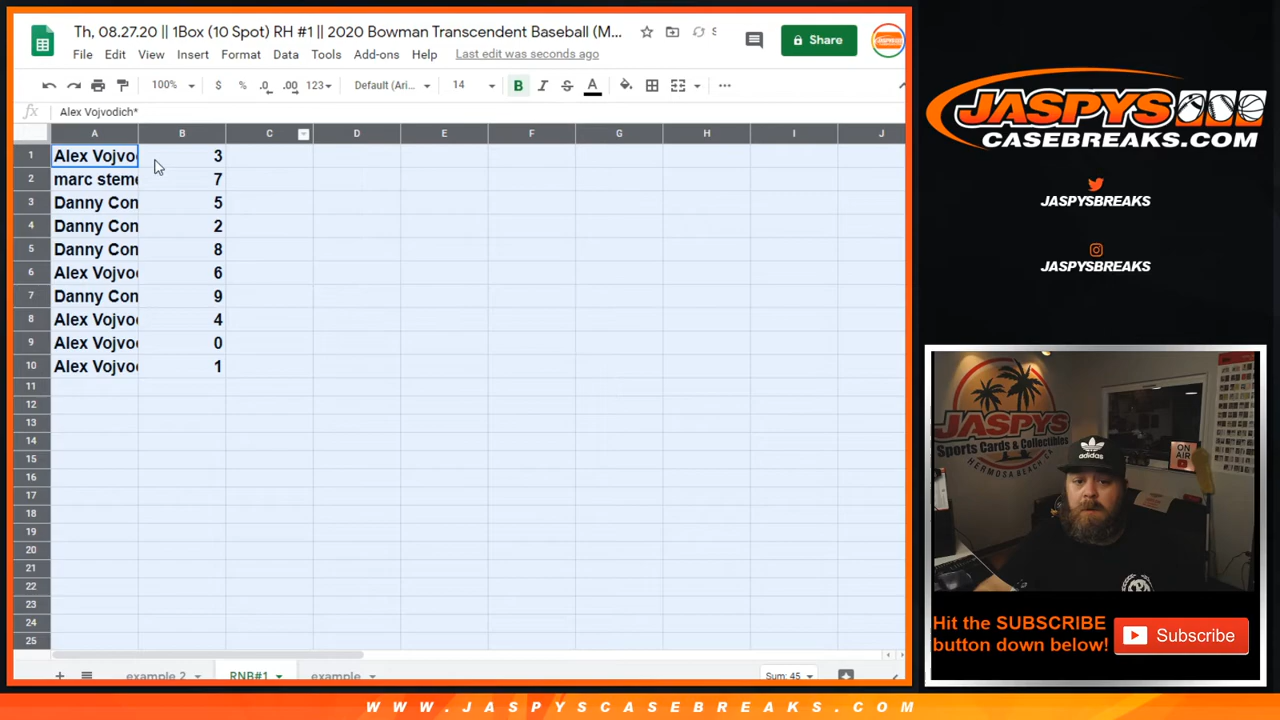 Th, 08.27.20 || 1Box (10 Spot) RH #1 || 2020 Bowman Transcendent Baseball (M...
File Edit View Insert Format Data Tools Add-ons Help Last edit was seconds ago
Share
100% $ % .0 .00 123 Default (Ari... 14 B I S A ...
fx Alex Vojvodich*
A B C D E F G H I J
1 Alex Vojvo 3
2 marc steme 7
3 Danny Con 5
4 Danny Con 2
5 Danny Con 8
6 Alex Vojvo 6
7 Danny Con 9
8 Alex Vojvo 4
9 Alex Vojvo 0
10 Alex Vojvo 1
11
12
13
14
15
16
17
18
19
20
21
22
23
24
25
+ example 2 RNB#1 example Sum: 45
JASPYS
CASEBREAKS.COM
JASPYSBREAKS
JASPYSBREAKS
JASPYS
Sports Cards & Collectibles
HERMOSA BEACH CA
ON AIR
adidas
Hit the SUBSCRIBE
button down below!
Subscribe
WWW.JASPYSCASEBREAKS.COM